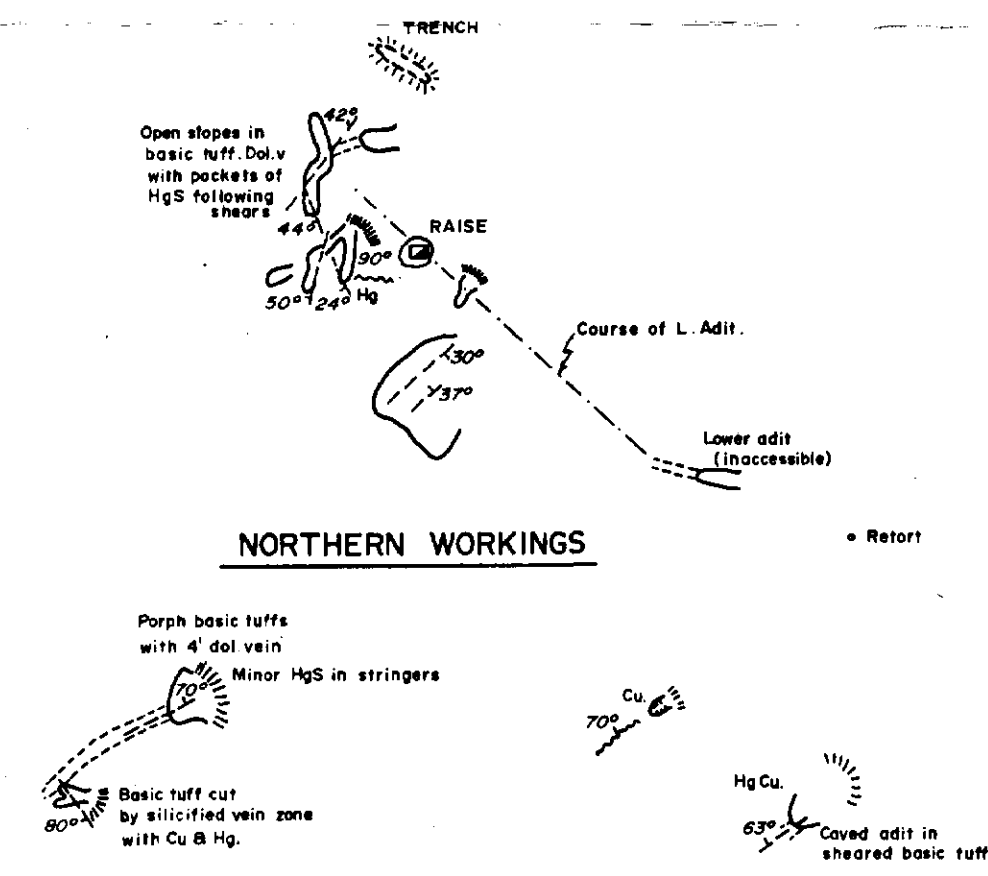 TRENCH
42°
Open stopes in
basic tuff. Dol.v
with pockets of
HgS following
shears
44°
RAISE
90°
50°
24°
Hg
Course of L. Adit.
30°
37°
Lower adit
(inaccessible)
NORTHERN WORKINGS
Retort
Porph basic tuffs
with 4' dol. vein
Minor HgS in stringers
70°
Cu.
70°
Hg Cu.
Basic tuff cut
by silicified vein zone
with Cu & Hg.
80°
63°
Caved adit in
sheared basic tuff